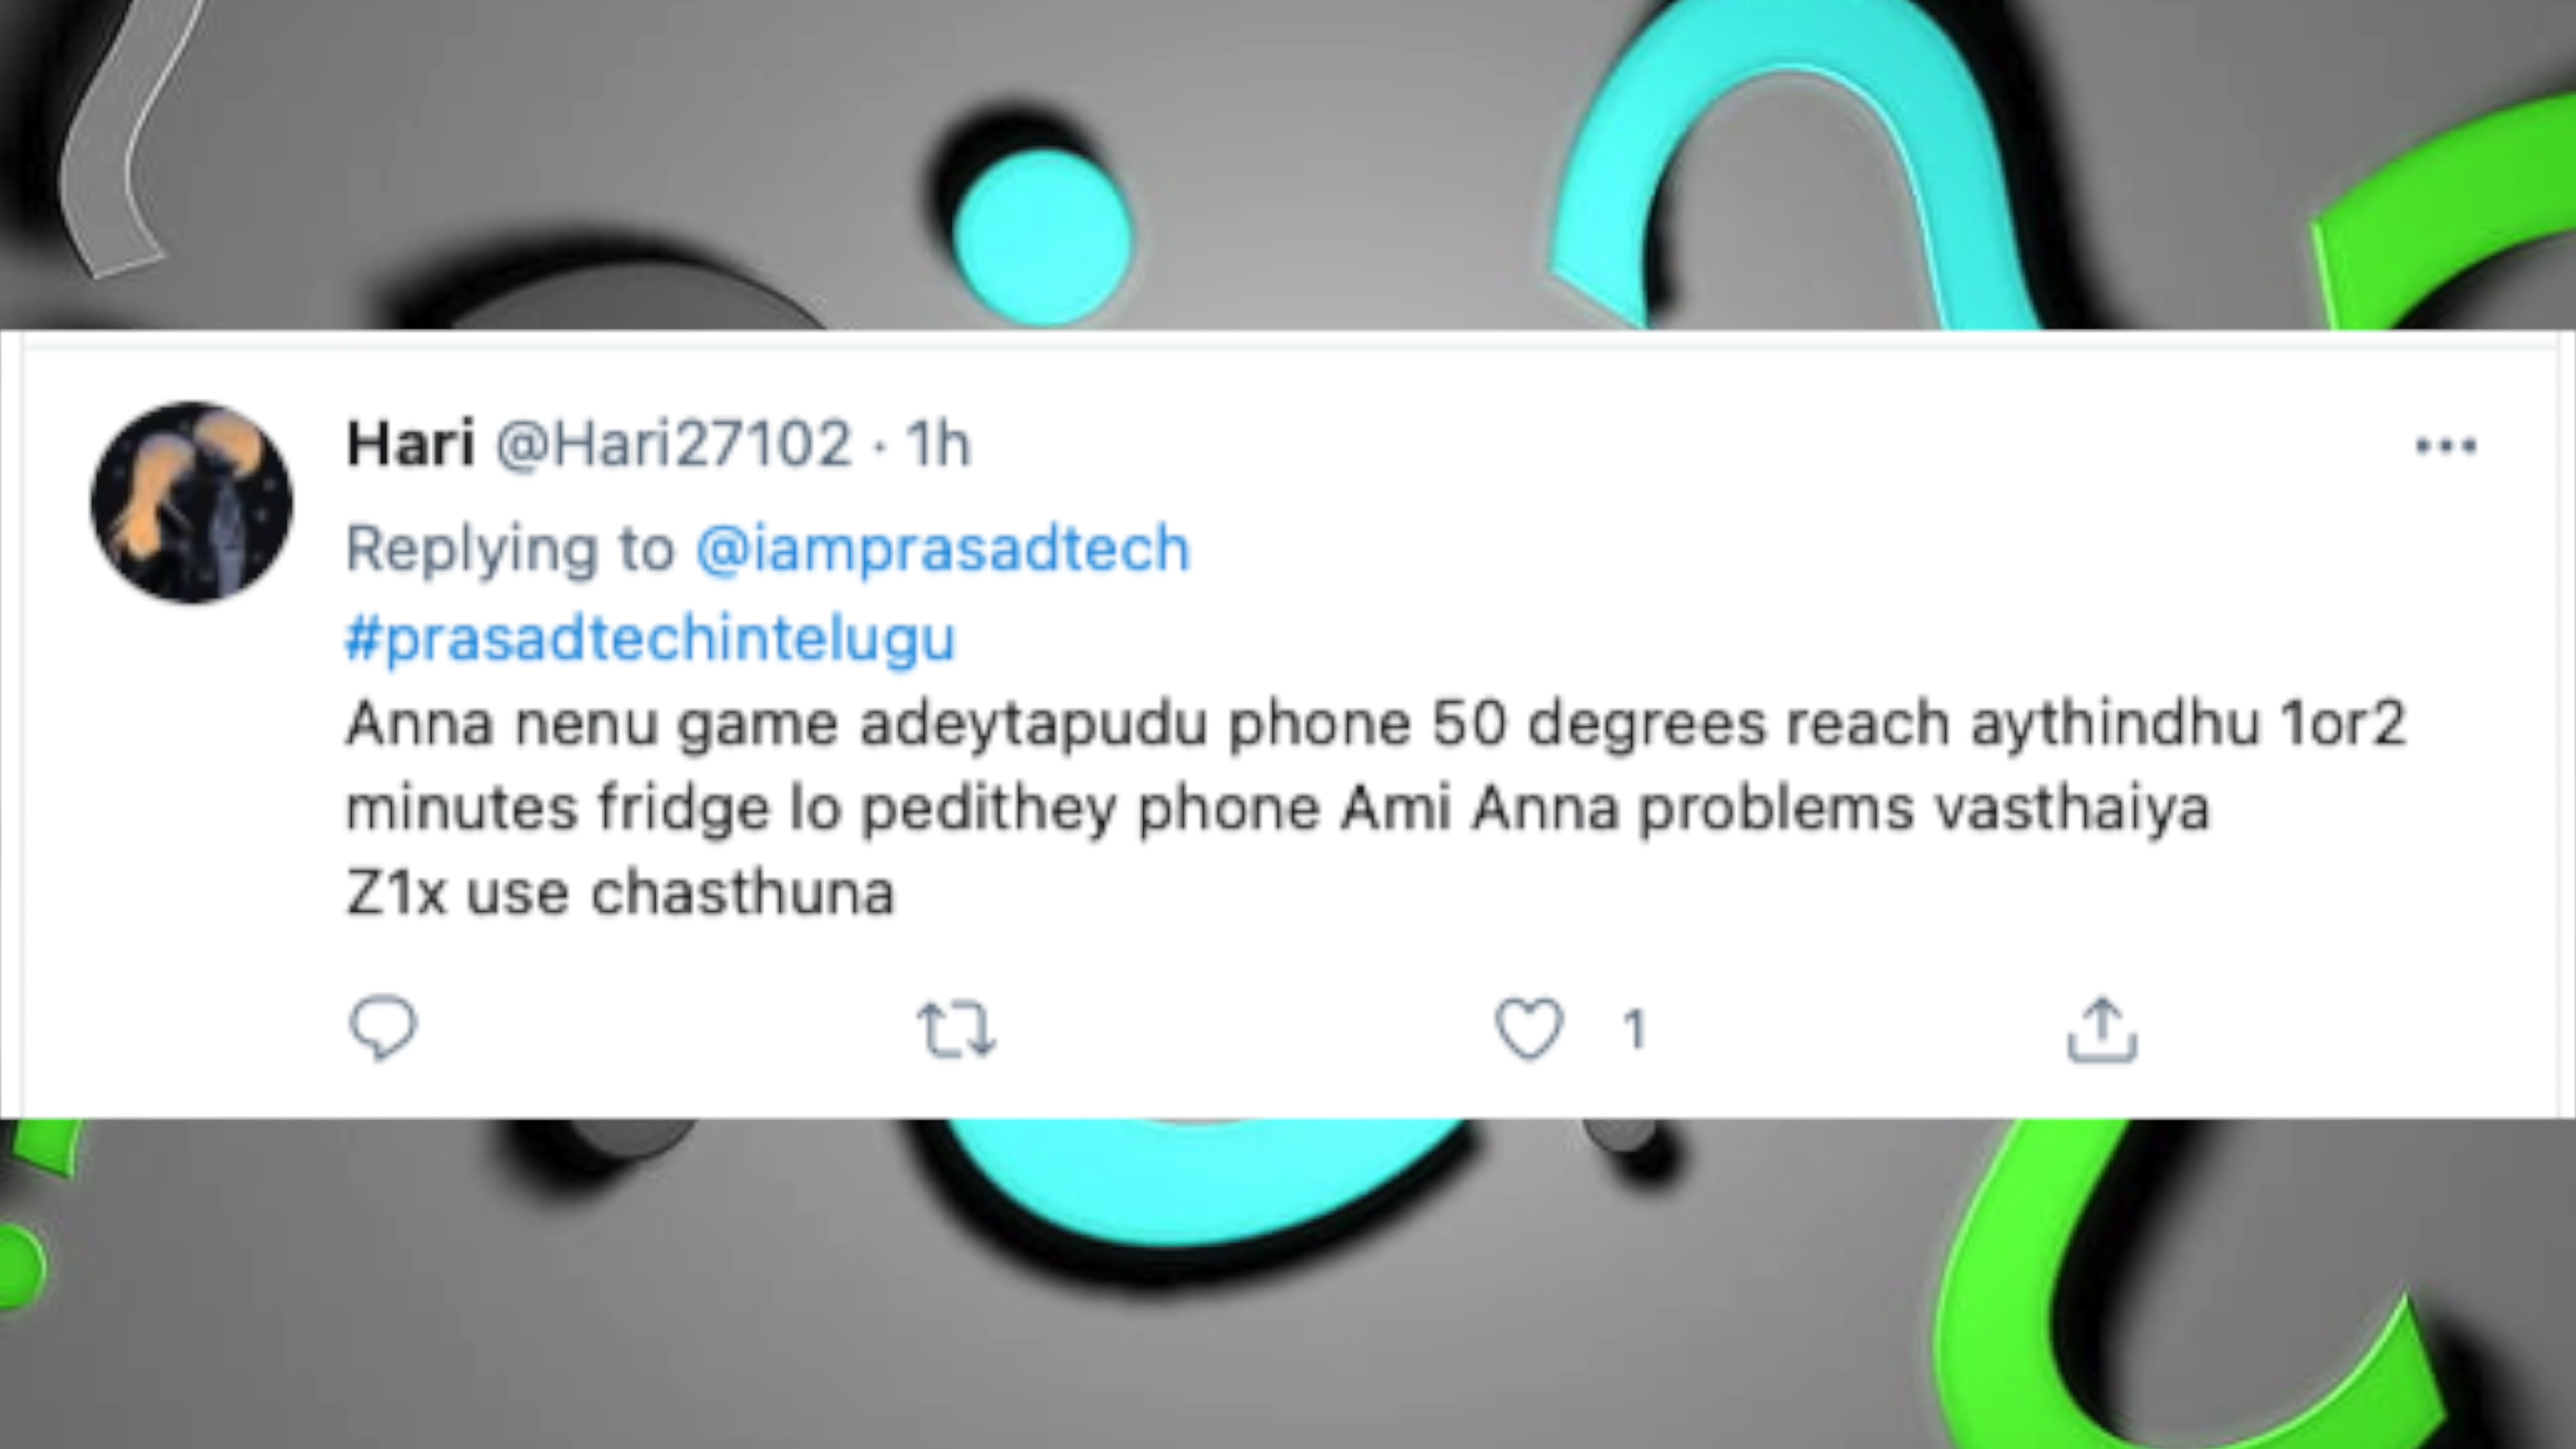 Hari @Hari27102 · 1h
Replying to @iamprasadtech
#prasadtechintelugu
Anna nenu game adeytapudu phone 50 degrees reach aythindhu 1or2
minutes fridge lo pedithey phone Ami Anna problems vasthaiya
Z1x use chasthuna
1